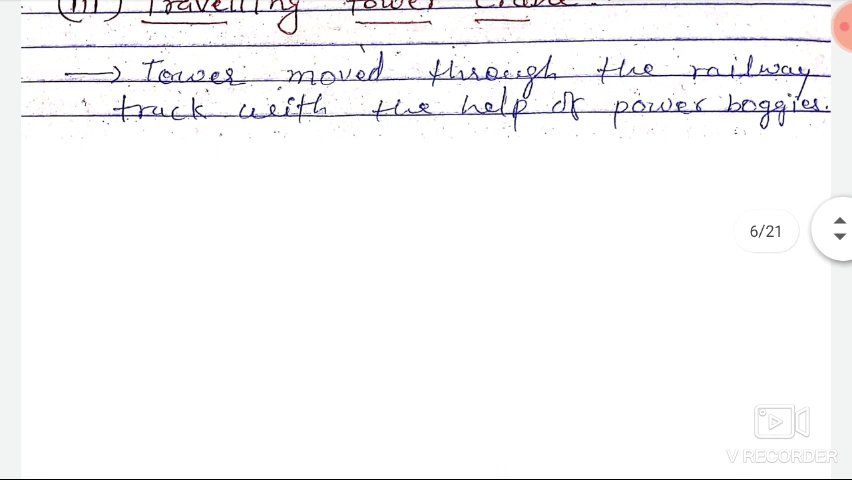 (iii) Travelling Tower Crane
→ Tower moved through the railway
track with the help of power boggies.
6/21
V RECORDER